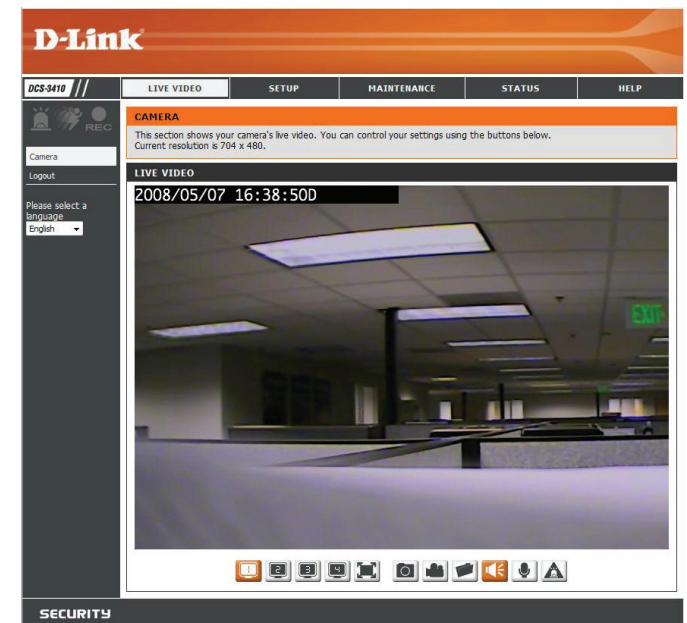 D-Link
DCS-3410 LIVE VIDEO SETUP MAINTENANCE STATUS HELP
REC
Camera
Logout
Please select a
language
English
CAMERA
This section shows your camera's live video. You can control your settings using the buttons below.
Current resolution is 704 x 480.
LIVE VIDEO
2008/05/07 16:38:50D
EXIT
1 2 3 4
SECURITY